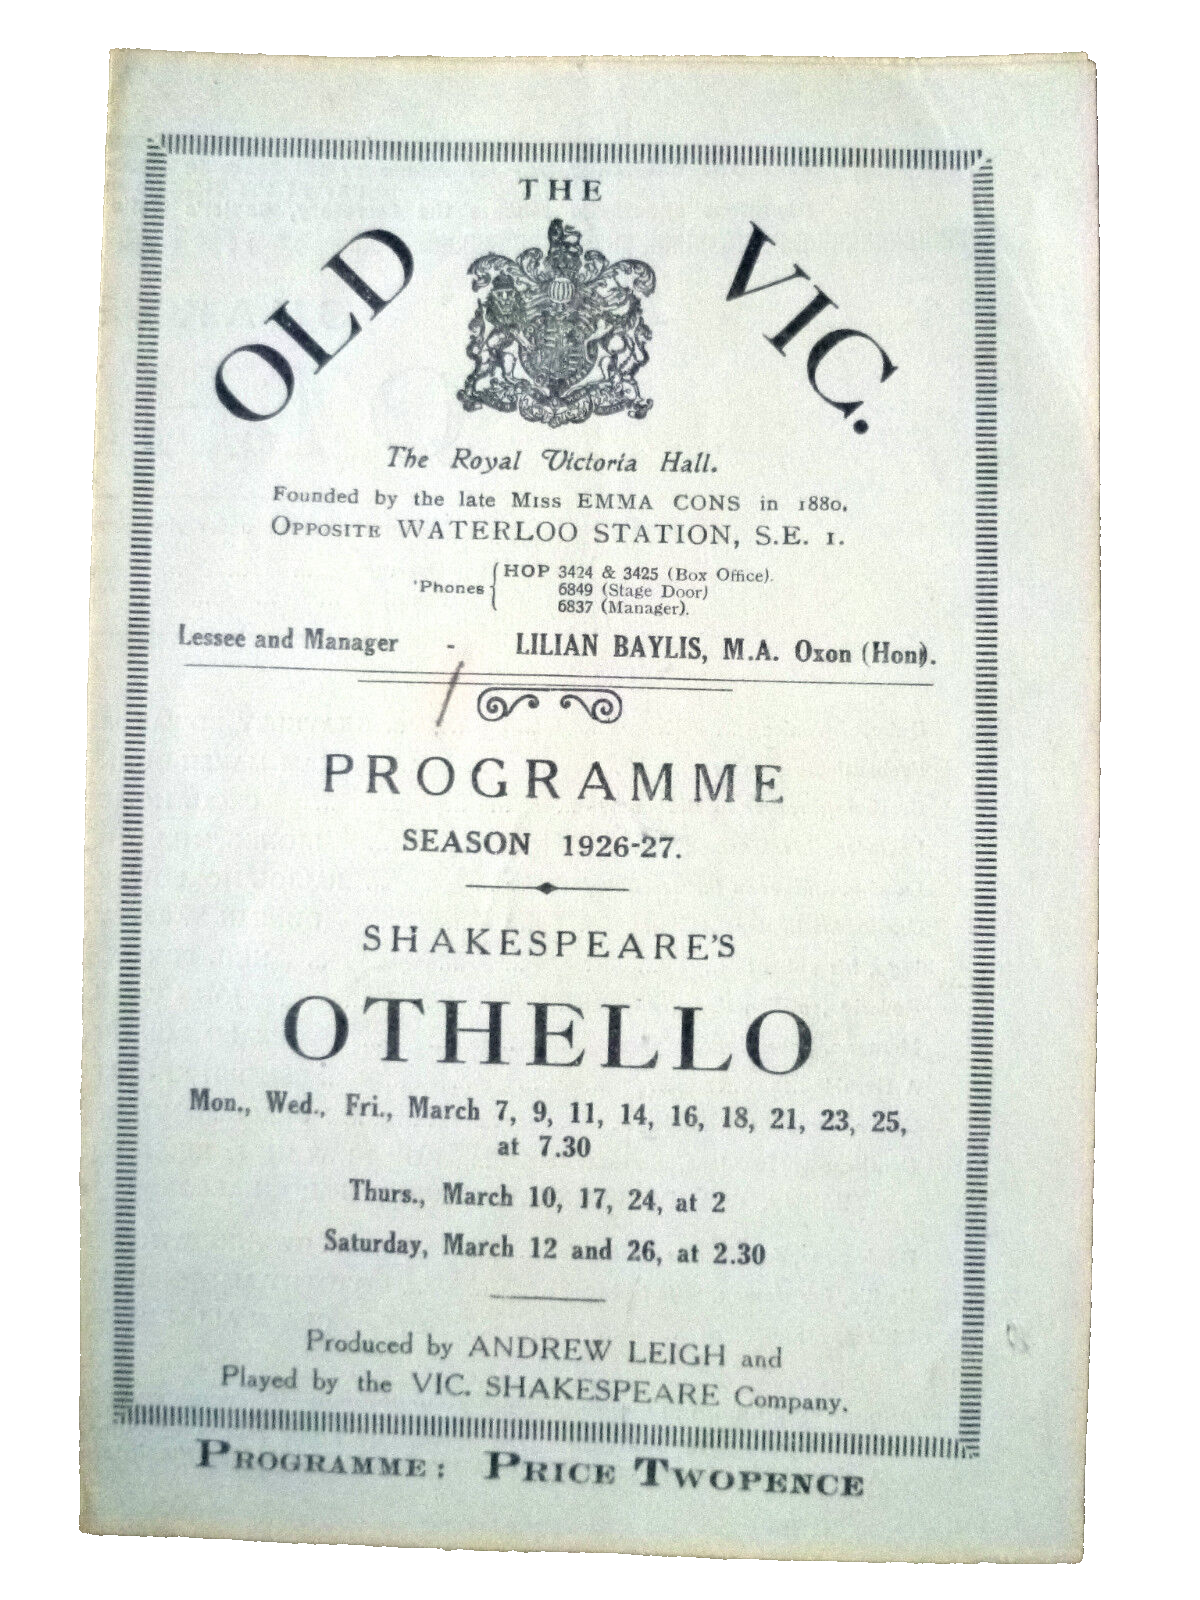 THE
OLD VIC.
The Royal Victoria Hall.
Founded by the late Miss EMMA CONS in 1880.
Opposite WATERLOO STATION, S.E. 1.
'Phones { HOP 3424 & 3425 (Box Office).
6849 (Stage Door)
6837 (Manager).
Lessee and Manager - LILIAN BAYLIS, M.A. Oxon (Hon).
PROGRAMME
SEASON 1926-27.
SHAKESPEARE'S
OTHELLO
Mon., Wed., Fri., March 7, 9, 11, 14, 16, 18, 21, 23, 25,
at 7.30
Thurs., March 10, 17, 24, at 2
Saturday, March 12 and 26, at 2.30
Produced by ANDREW LEIGH and
Played by the VIC. SHAKESPEARE Company.
PROGRAMME: PRICE TWOPENCE